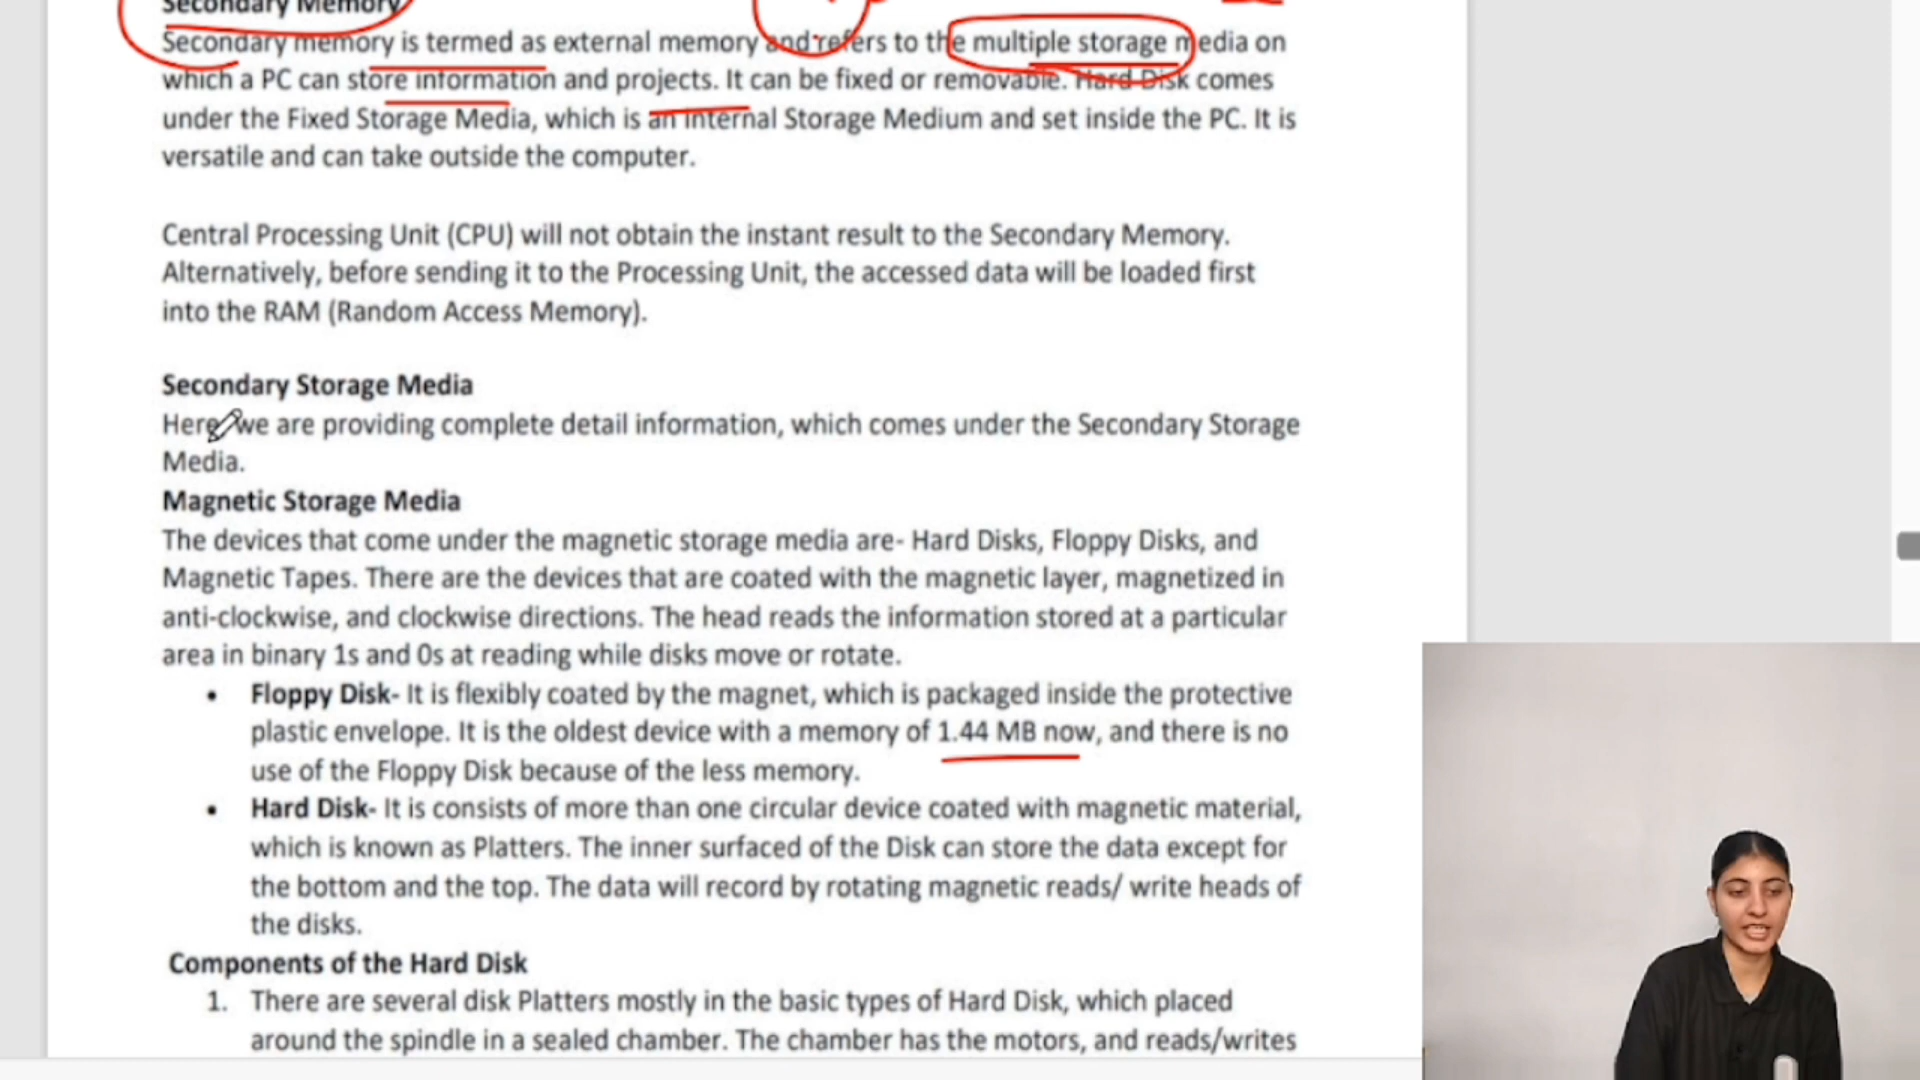 Secondary Memory
Secondary memory is termed as external memory and refers to the multiple storage media on
which a PC can store information and projects. It can be fixed or removable. Hard Disk comes
under the Fixed Storage Media, which is an internal Storage Medium and set inside the PC. It is
versatile and can take outside the computer.
Central Processing Unit (CPU) will not obtain the instant result to the Secondary Memory.
Alternatively, before sending it to the Processing Unit, the accessed data will be loaded first
into the RAM (Random Access Memory).
Secondary Storage Media
Here we are providing complete detail information, which comes under the Secondary Storage
Media.
Magnetic Storage Media
The devices that come under the magnetic storage media are- Hard Disks, Floppy Disks, and
Magnetic Tapes. There are the devices that are coated with the magnetic layer, magnetized in
anti-clockwise, and clockwise directions. The head reads the information stored at a particular
area in binary 1s and 0s at reading while disks move or rotate.
• Floppy Disk- It is flexibly coated by the magnet, which is packaged inside the protective
plastic envelope. It is the oldest device with a memory of 1.44 MB now, and there is no
use of the Floppy Disk because of the less memory.
• Hard Disk- It is consists of more than one circular device coated with magnetic material,
which is known as Platters. The inner surfaced of the Disk can store the data except for
the bottom and the top. The data will record by rotating magnetic reads/ write heads of
the disks.
Components of the Hard Disk
1. There are several disk Platters mostly in the basic types of Hard Disk, which placed
around the spindle in a sealed chamber. The chamber has the motors, and reads/writes